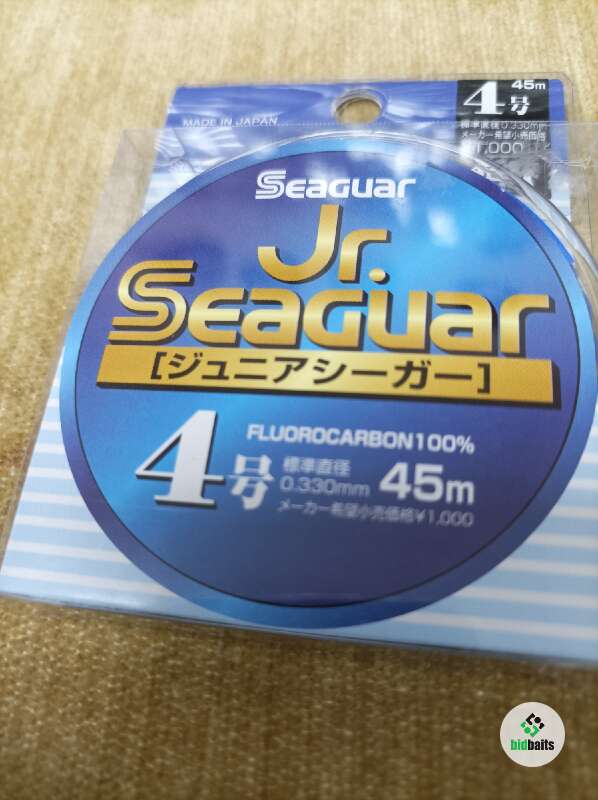 45m
4号
MADE IN JAPAN
標準直径0.330mm
メーカー希望小売価格
¥1,000
Seaguar
Jr.
Seaguar
[ジュニアシーガー]
FLUOROCARBON100%
4号
標準直径
0.330mm
45m
メーカー希望小売価格¥1,000
bidbaits